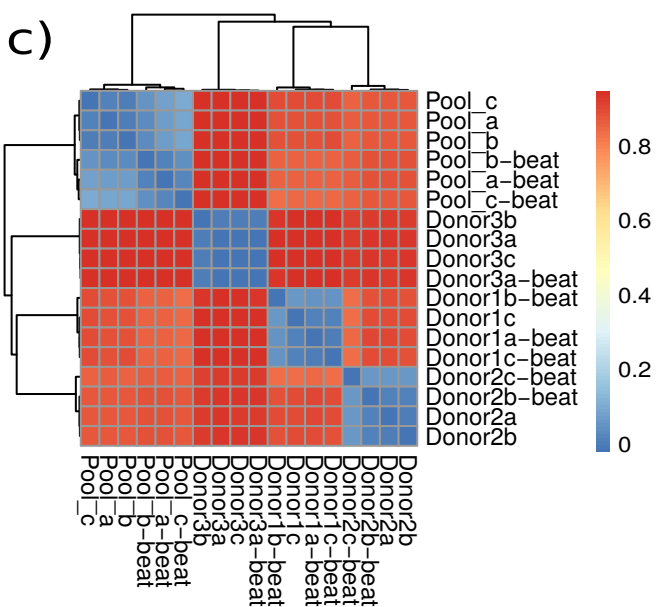 c)
Pool_c
Pool_a
Pool_b
Pool_b-beat
Pool_a-beat
Pool_c-beat
Donor3b
Donor3a
Donor3c
Donor3a-beat
Donor1b-beat
Donor1c
Donor1a-beat
Donor1c-beat
Donor2c-beat
Donor2b-beat
Donor2a
Donor2b
0.8
0.6
0.4
0.2
0
Pool_c
Pool_a
Pool_b
Pool_b-beat
Pool_a-beat
Pool_c-beat
Donor3b
Donor3a
Donor3c
Donor3a-beat
Donor1b-beat
Donor1c
Donor1a-beat
Donor1c-beat
Donor2c-beat
Donor2b-beat
Donor2a
Donor2b